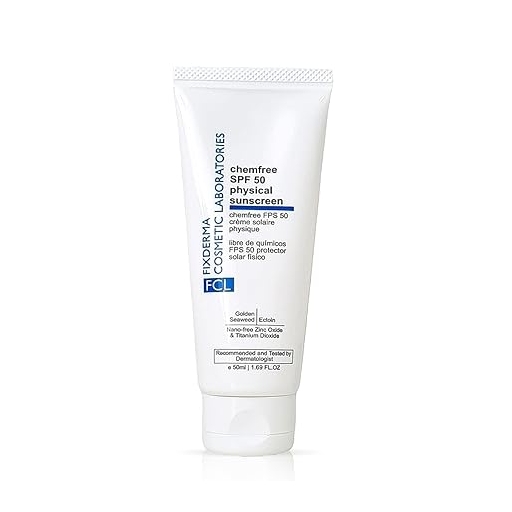 FIXDERMA
COSMETIC LABORATORIES
FCL
chemfree
SPF 50
physical
sunscreen
chemfree FPS 50
crème solaire
physique
libre de químicos
FPS 50 protector
solar físico
Golden
Seaweed | Ectoin
Nano-free Zinc Oxide
& Titanium Dioxide
Recommended and Tested by
Dermatologist
e 50ml | 1.69 FL.OZ